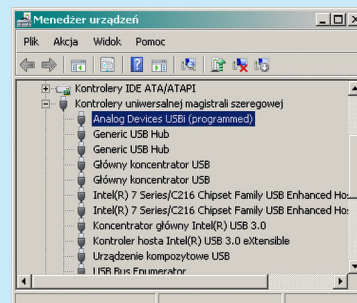 Menedżer urządzeń
Plik Akcja Widok Pomoc
Kontrolery IDE ATA/ATAPI
Kontrolery uniwersalnej magistrali szeregowej
Analog Devices USBi (programmed)
Generic USB Hub
Generic USB Hub
Główny koncentrator USB
Główny koncentrator USB
Intel(R) 7 Series/C216 Chipset Family USB Enhanced Ho
Intel(R) 7 Series/C216 Chipset Family USB Enhanced Ho
Koncentrator główny Intel(R) USB 3.0
Kontroler hosta Intel(R) USB 3.0 eXtensible
Urządzenie kompozytowe USB
USB Bus Enumerator